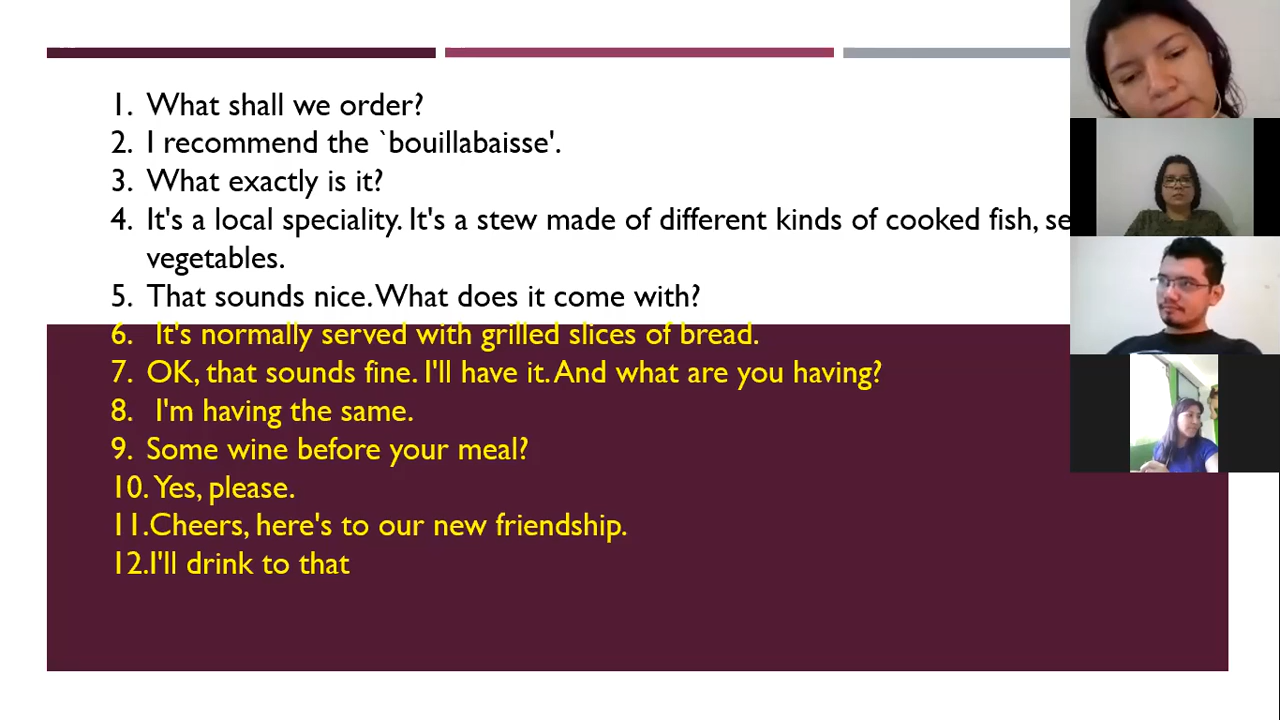 1. What shall we order?
2. I recommend the `bouillabaisse'.
3. What exactly is it?
4. It's a local speciality. It's a stew made of different kinds of cooked fish,
vegetables.
5. That sounds nice. What does it come with?
6. It's normally served with grilled slices of bread.
7. OK, that sounds fine. I'll have it. And what are you having?
8. I'm having the same.
9. Some wine before your meal?
10. Yes, please.
11.Cheers, here's to our new friendship.
12.I'll drink to that